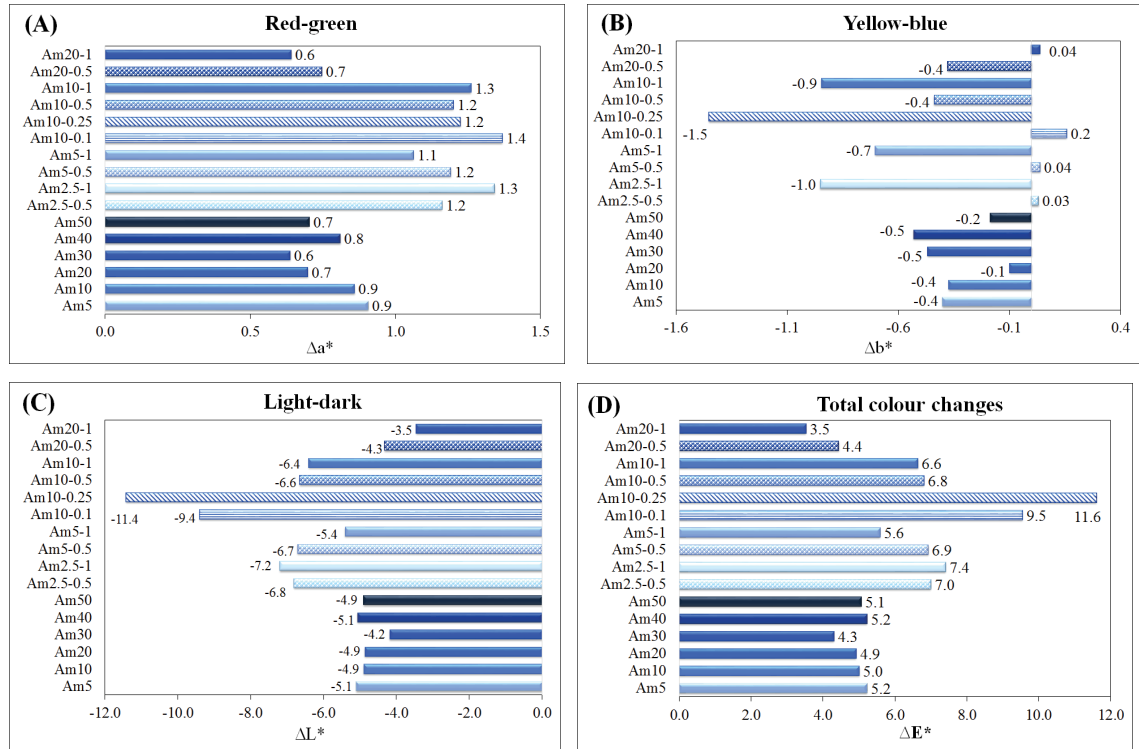 (A) Red-green
Am20-1 0.6
Am20-0.5 0.7
Am10-1 1.3
Am10-0.5 1.2
Am10-0.25 1.2
Am10-0.1 1.4
Am5-1 1.1
Am5-0.5 1.2
Am2.5-1 1.3
Am2.5-0.5 1.2
Am50 0.7
Am40 0.8
Am30 0.6
Am20 0.7
Am10 0.9
Am5 0.9
0.0 0.5 1.0 1.5
Δa*
(B) Yellow-blue
Am20-1 0.04
Am20-0.5 -0.4
Am10-1 -0.9
Am10-0.5 -0.4
Am10-0.25 -1.5
Am10-0.1 0.2
Am5-1 -0.7
Am5-0.5 0.04
Am2.5-1 -1.0
Am2.5-0.5 0.03
Am50 -0.2
Am40 -0.5
Am30 -0.5
Am20 -0.1
Am10 -0.4
Am5 -0.4
-1.6 -1.1 -0.6 -0.1 0.4
Δb*
(C) Light-dark
Am20-1 -3.5
Am20-0.5 -4.3
Am10-1 -6.4
Am10-0.5 -6.6
Am10-0.25 -11.4
Am10-0.1 -9.4
Am5-1 -5.4
Am5-0.5 -6.7
Am2.5-1 -7.2
Am2.5-0.5 -6.8
Am50 -4.9
Am40 -5.1
Am30 -4.2
Am20 -4.9
Am10 -4.9
Am5 -5.1
-12.0 -10.0 -8.0 -6.0 -4.0 -2.0 0.0
ΔL*
(D) Total colour changes
Am20-1 3.5
Am20-0.5 4.4
Am10-1 6.6
Am10-0.5 6.8
Am10-0.25 11.6
Am10-0.1 9.5
Am5-1 5.6
Am5-0.5 6.9
Am2.5-1 7.4
Am2.5-0.5 7.0
Am50 5.1
Am40 5.2
Am30 4.3
Am20 4.9
Am10 5.0
Am5 5.2
0.0 2.0 4.0 6.0 8.0 10.0 12.0
ΔE*